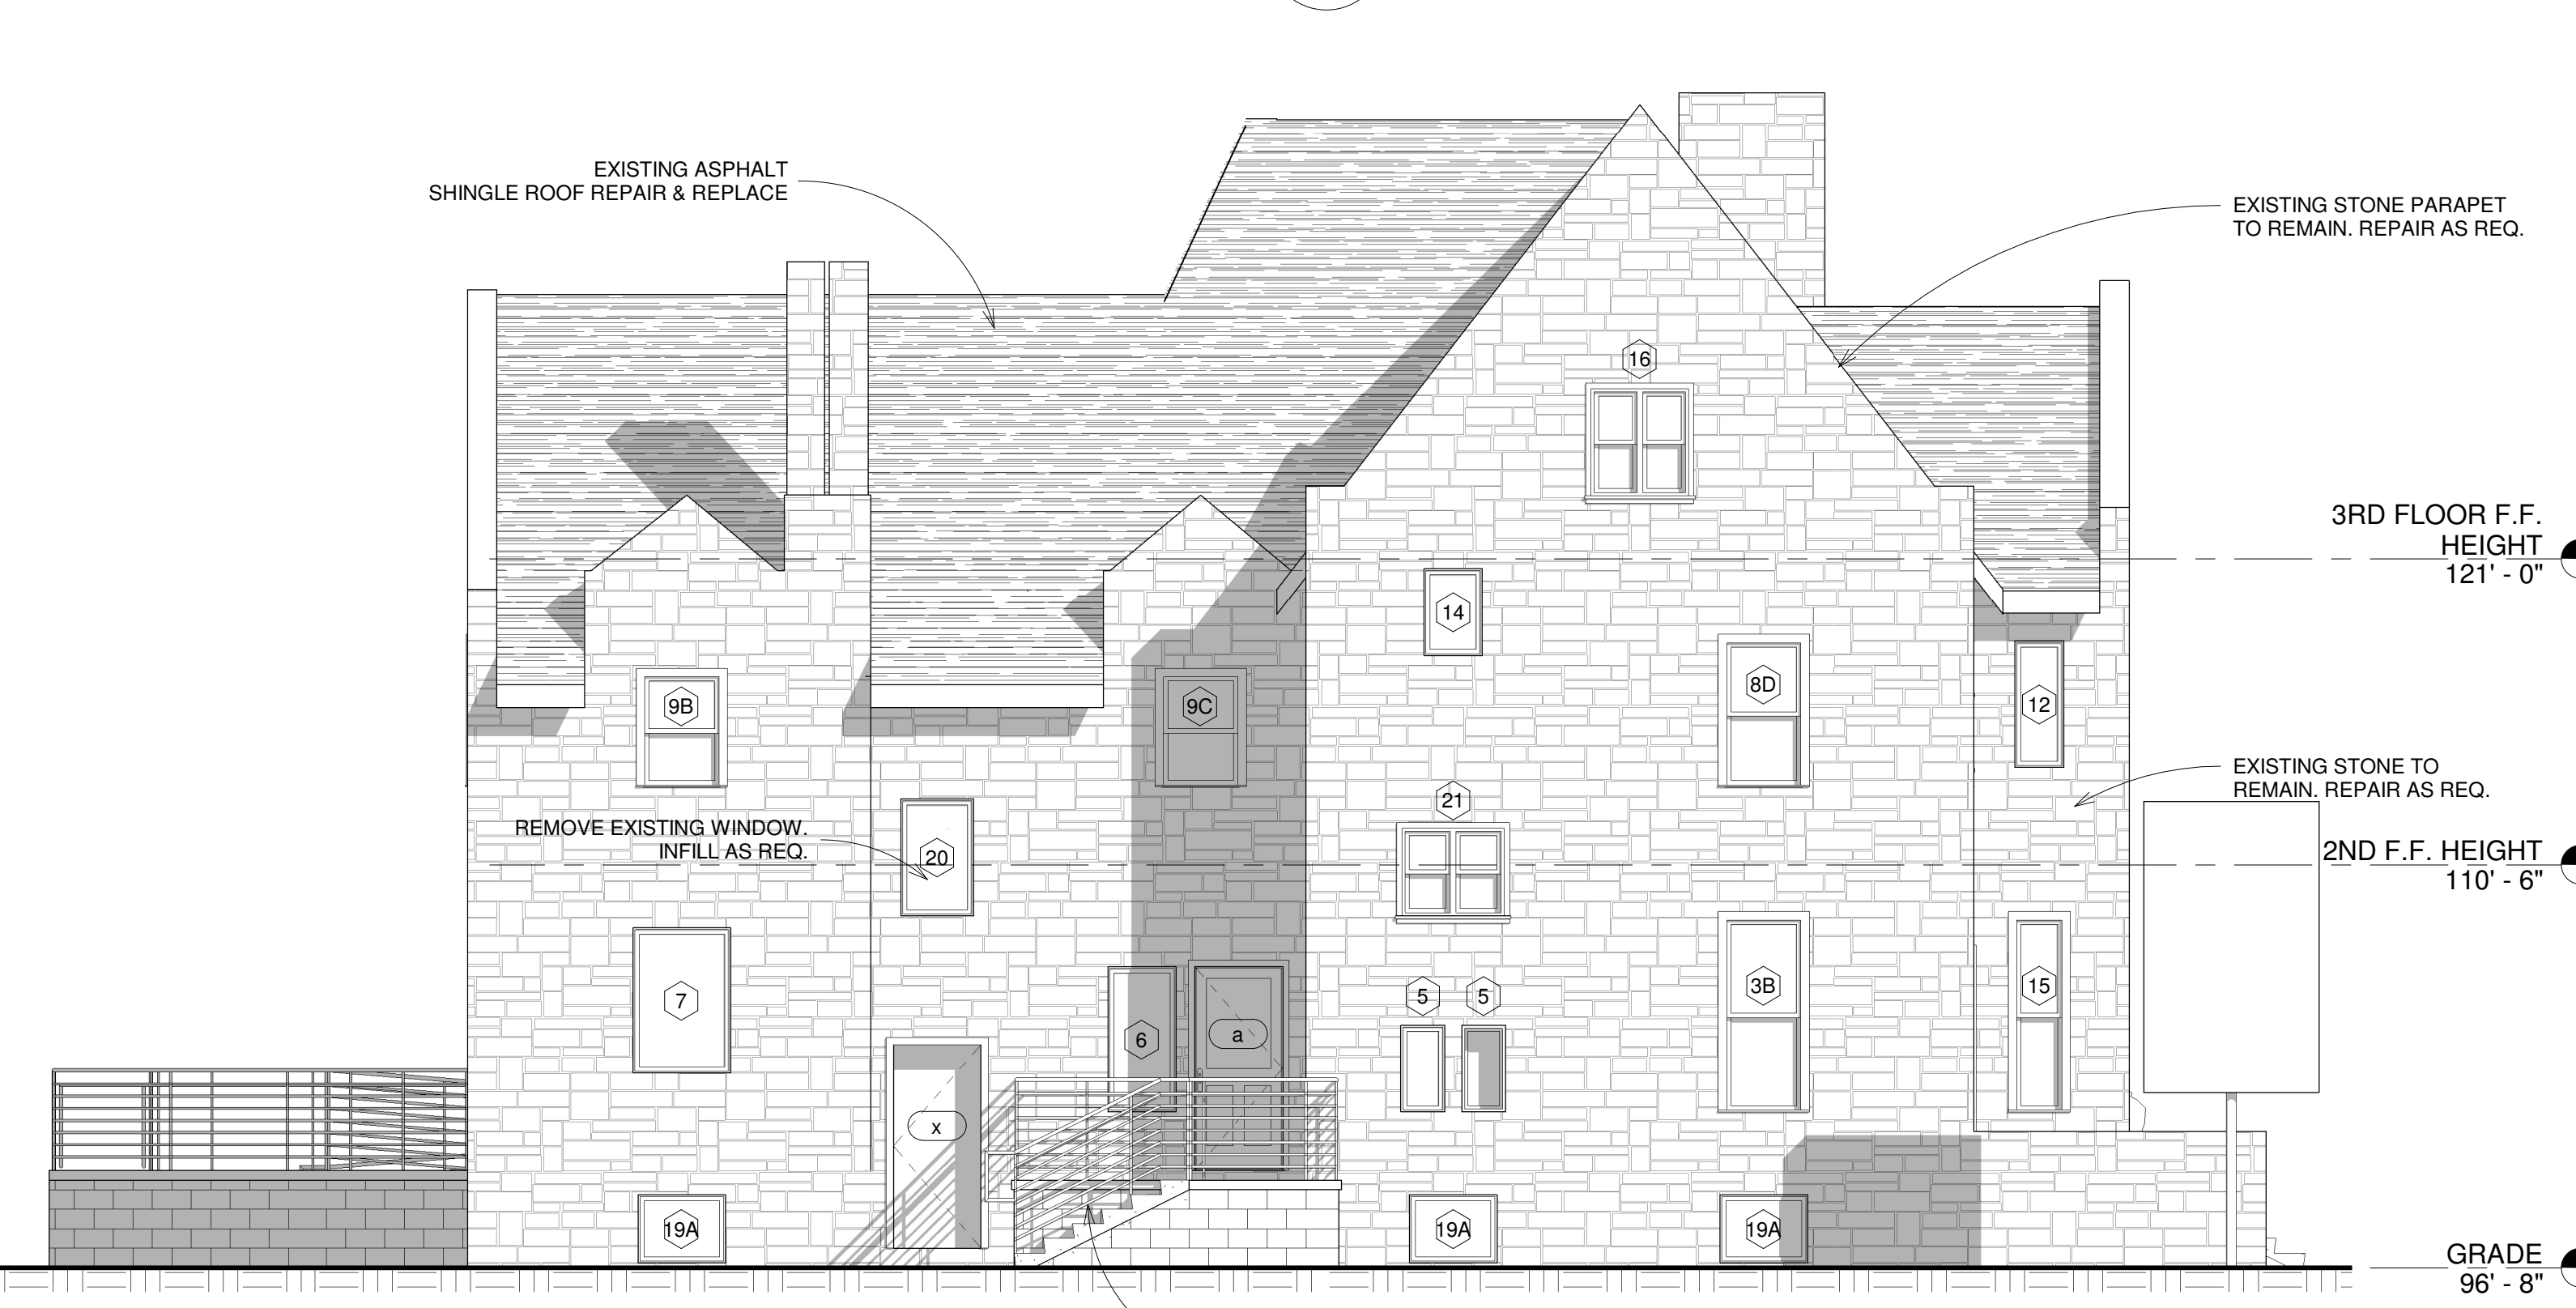 EXISTING ASPHALT
SHINGLE ROOF REPAIR & REPLACE
EXISTING STONE PARAPET
TO REMAIN. REPAIR AS REQ.
16
3RD FLOOR F.F.
HEIGHT
121' - 0"
14
9B
9C
8D
12
EXISTING STONE TO
REMAIN. REPAIR AS REQ.
21
REMOVE EXISTING WINDOW.
INFILL AS REQ.
20
2ND F.F. HEIGHT
110' - 6"
7
5
5
3B
15
6
a
x
19A
19A
19A
GRADE
96' - 8"